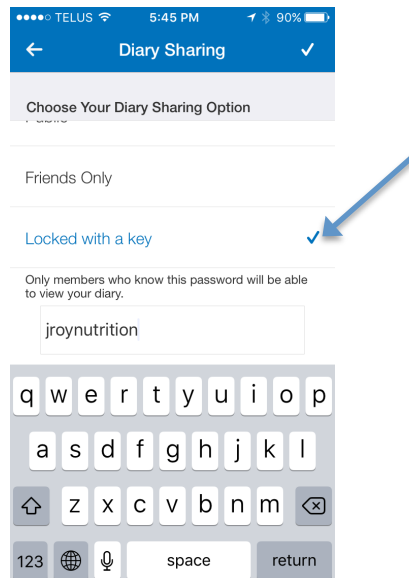 TELUS 5:45 PM 90%
Diary Sharing
Choose Your Diary Sharing Option
Friends Only
Locked with a key
Only members who know this password will be able
to view your diary.
jroynutrition
q w e r t y u i o p
a s d f g h j k l
z x c v b n m
123 space return